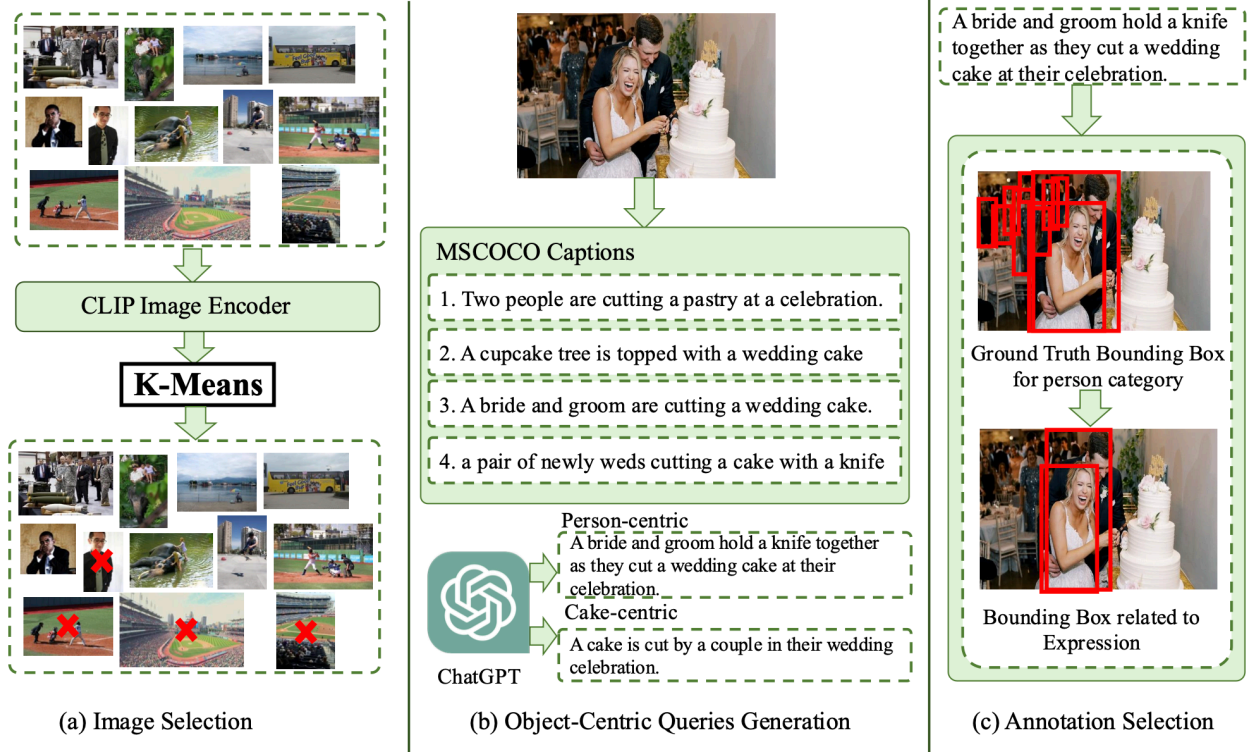 CLIP Image Encoder
K-Means
(a) Image Selection
MSCOCO Captions
1. Two people are cutting a pastry at a celebration.
2. A cupcake tree is topped with a wedding cake
3. A bride and groom are cutting a wedding cake.
4. a pair of newly weds cutting a cake with a knife
Person-centric
A bride and groom hold a knife together
as they cut a wedding cake at their
celebration.
Cake-centric
A cake is cut by a couple in their wedding
celebration.
ChatGPT
(b) Object-Centric Queries Generation
A bride and groom hold a knife
together as they cut a wedding
cake at their celebration.
Ground Truth Bounding Box
for person category
Bounding Box related to
Expression
(c) Annotation Selection